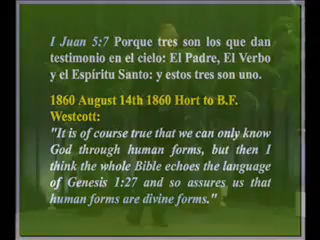 I Juan 5:7 Porque tres son los que dan
testimonio en el cielo: El Padre, El Verbo
y el Espíritu Santo: y estos tres son uno.
1860 August 14th 1860 Hort to B.F.
Westcott:
"It is of course true that we can only know
God through human forms, but then I
think the whole Bible echoes the language
of Genesis 1:27 and so assures us that
human forms are divine forms."